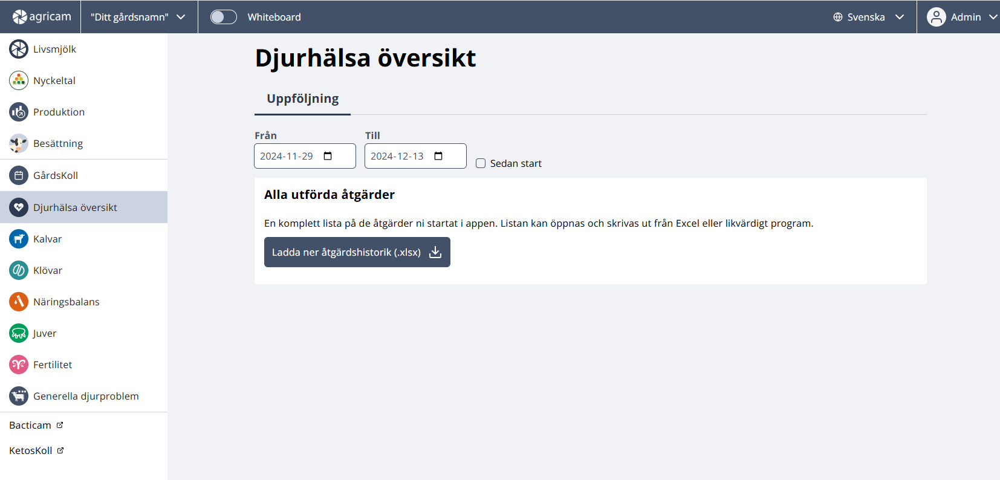 agricam
"Ditt gårdsnamn"
Whiteboard
Svenska
Admin
Livsmjölk
Nyckeltal
Produktion
Besättning
GårdsKoll
Djurhälsa översikt
Kalvar
Klövar
Näringsbalans
Juver
Fertilitet
Generella djurproblem
Bacticam
KetosKoll
Djurhälsa översikt
Uppföljning
Från
Till
2024-11-29
2024-12-13
Sedan start
Alla utförda åtgärder
En komplett lista på de åtgärder ni startat i appen. Listan kan öppnas och skrivas ut från Excel eller likvärdigt program.
Ladda ner åtgärdshistorik (.xlsx)